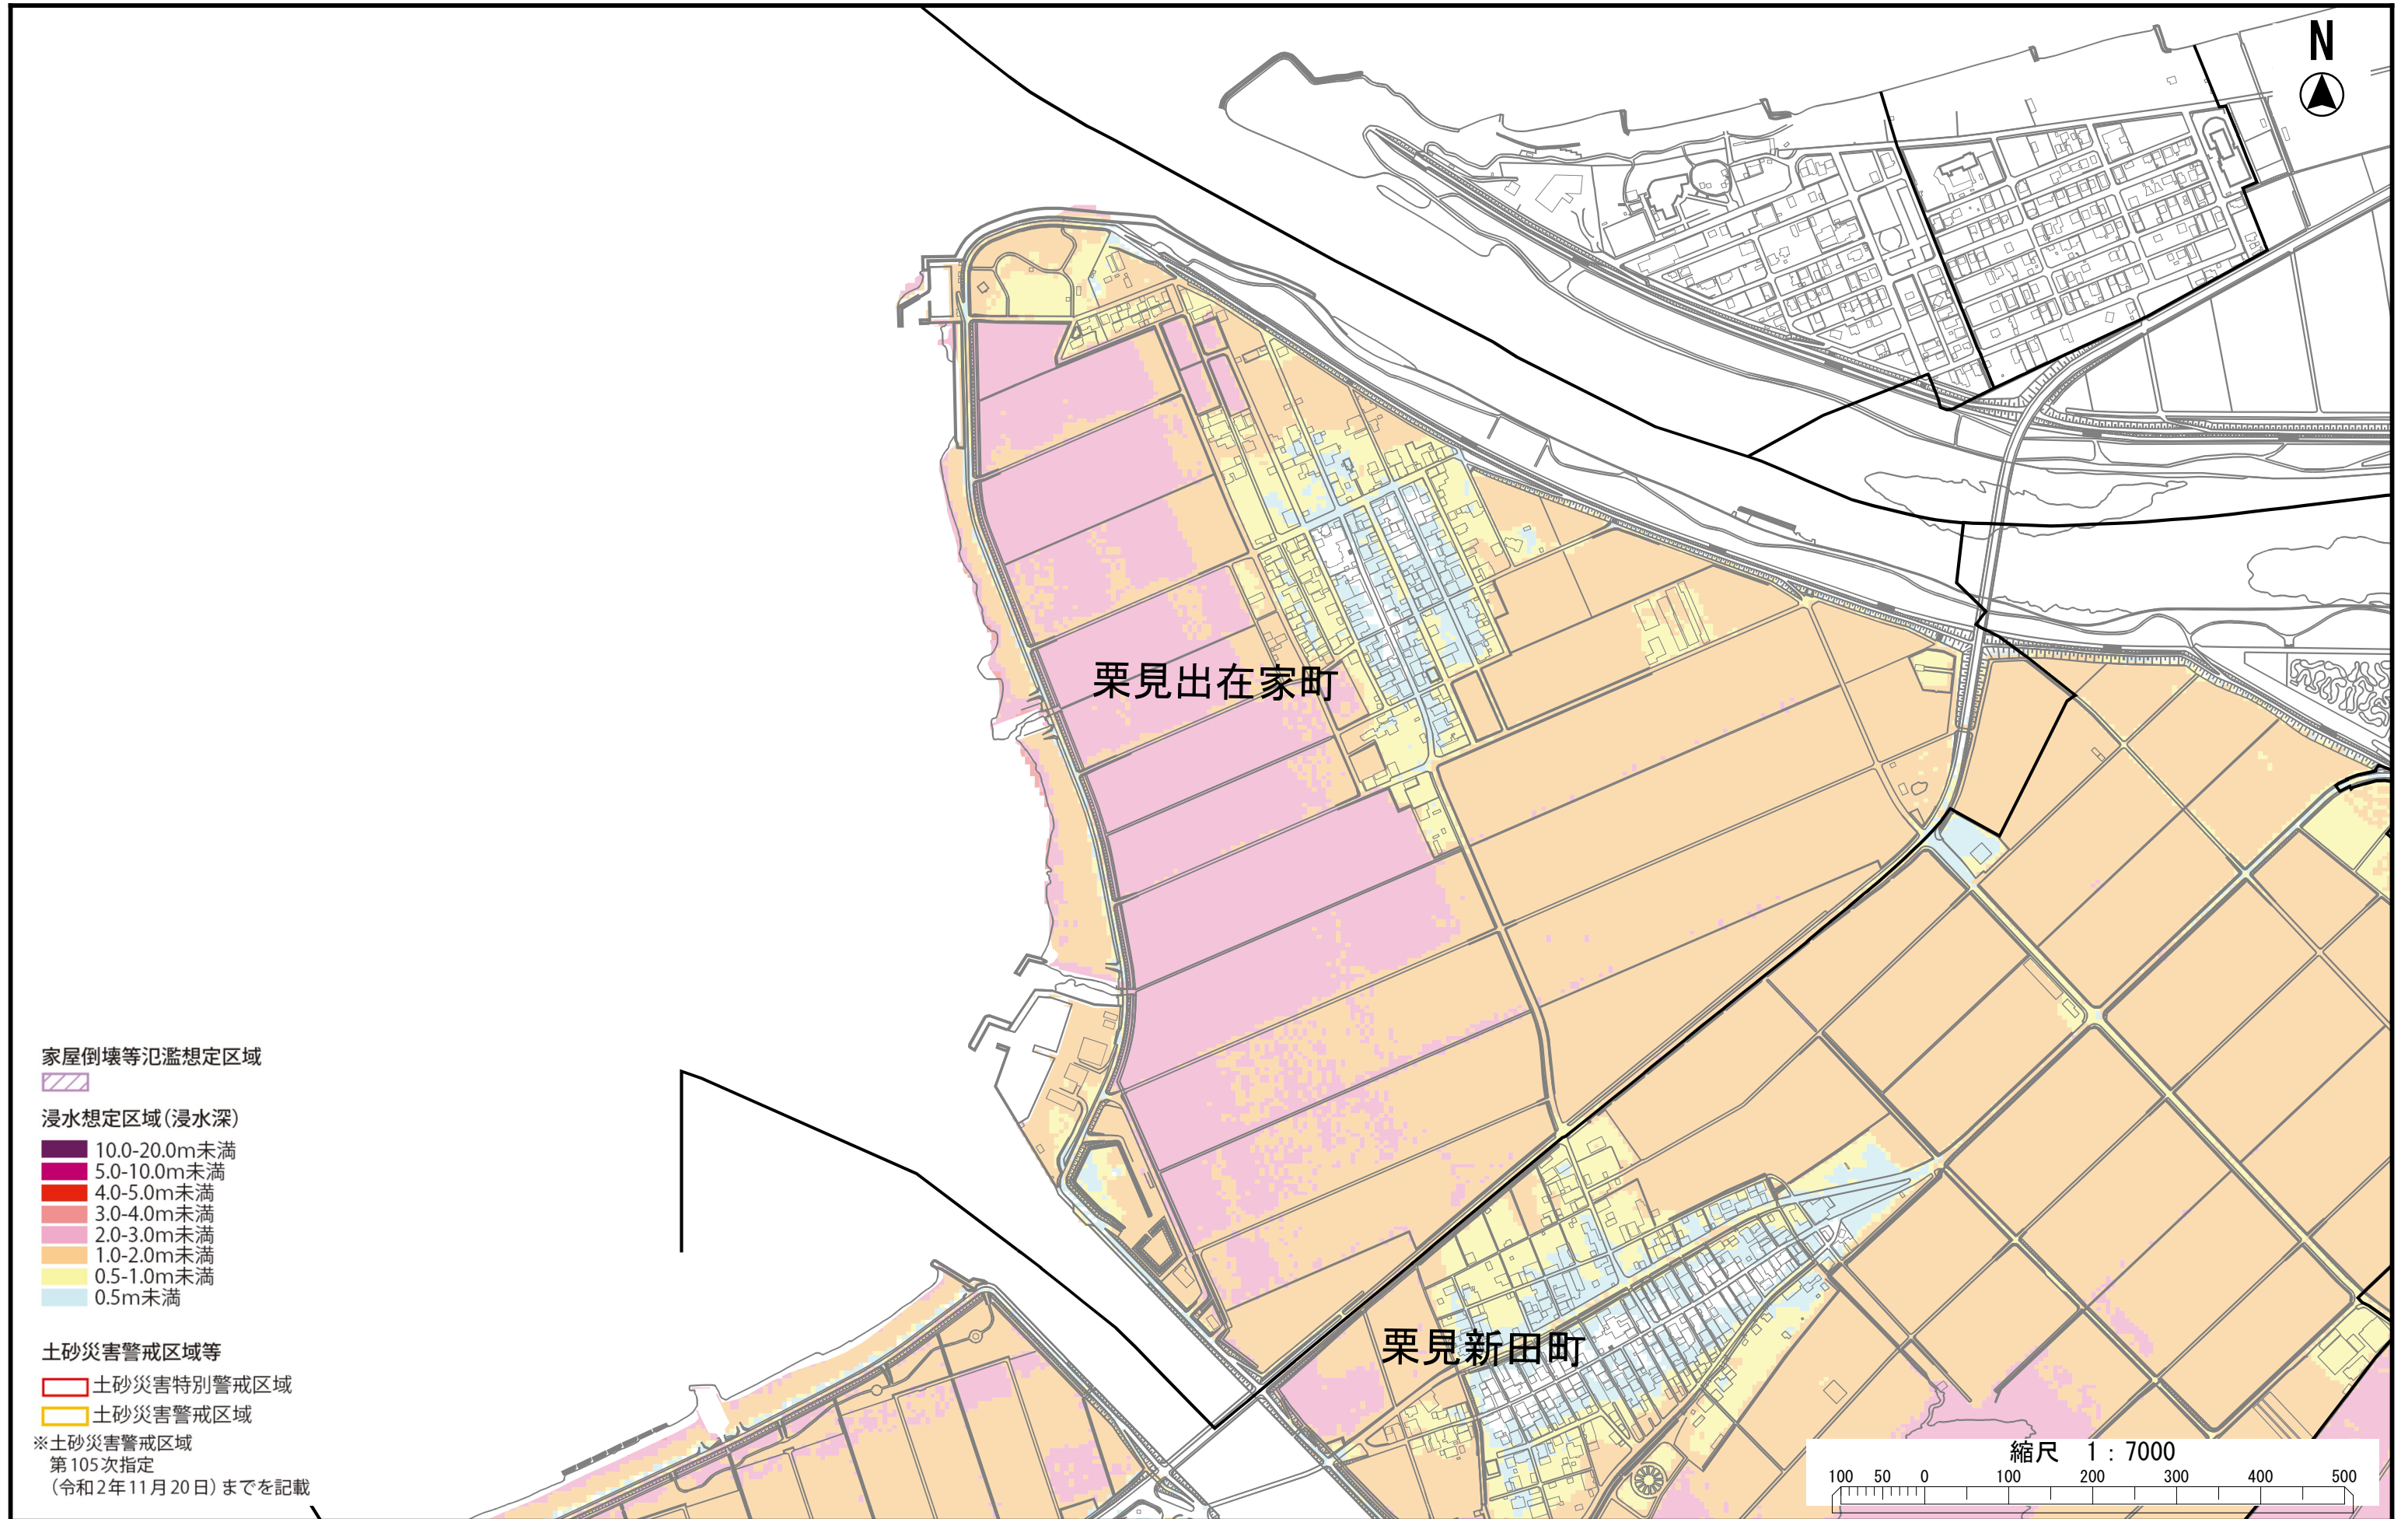 N
栗見出在家町
栗見新田町
家屋倒壊等氾濫想定区域
浸水想定区域（浸水深）
10.0-20.0m未満
5.0-10.0m未満
4.0-5.0m未満
3.0-4.0m未満
2.0-3.0m未満
1.0-2.0m未満
0.5-1.0m未満
0.5m未満
土砂災害警戒区域等
土砂災害特別警戒区域
土砂災害警戒区域
※土砂災害警戒区域
第105次指定
（令和2年11月20日）までを記載
縮尺 1：7000
100 50 0 100 200 300 400 500